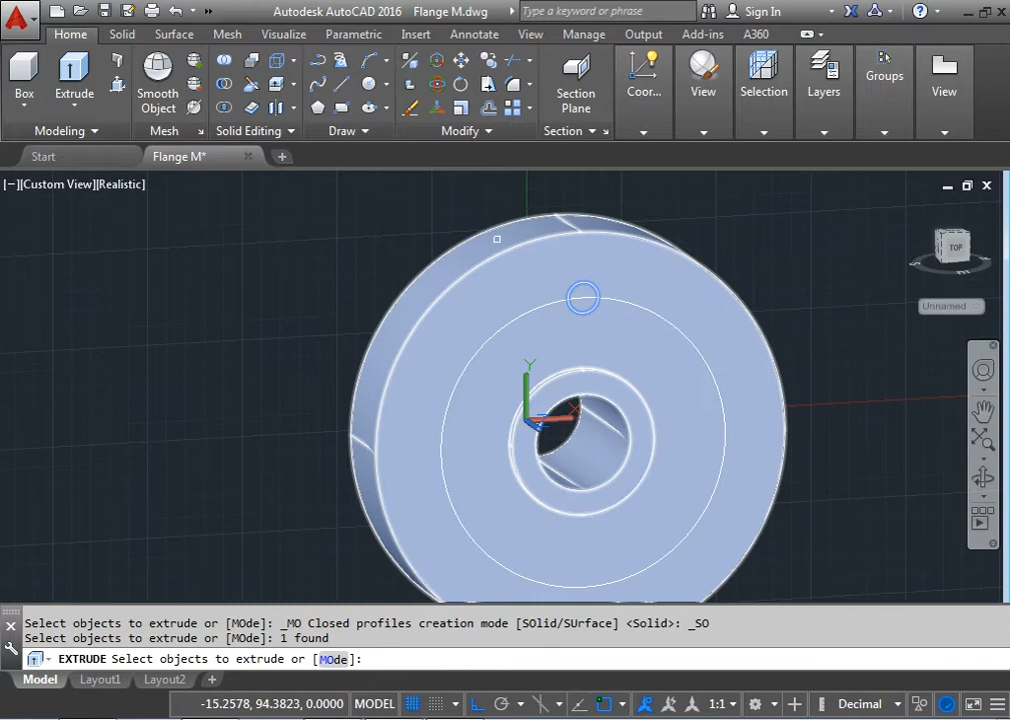 Autodesk AutoCAD 2016 Flange M.dwg
Type a keyword or phrase
Sign In
Home Solid Surface Mesh Visualize Parametric Insert Annotate View Manage Output Add-ins A360
Box
Extrude
Smooth
Object
Section
Plane
Coor...
View
Selection
Layers
Groups
View
Modeling
Mesh
Solid Editing
Draw
Modify
Section
Start
Flange M*
[−][Custom View][Realistic]
TOP
Unnamed
Y
X
Select objects to extrude or [MOde]: _MO Closed profiles creation mode [SOlid/SUrface] <Solid>: _SO
Select objects to extrude or [MOde]: 1 found
EXTRUDE Select objects to extrude or [MOde]:
Model Layout1 Layout2
-15.2578, 94.3823, 0.0000 MODEL 1:1 Decimal